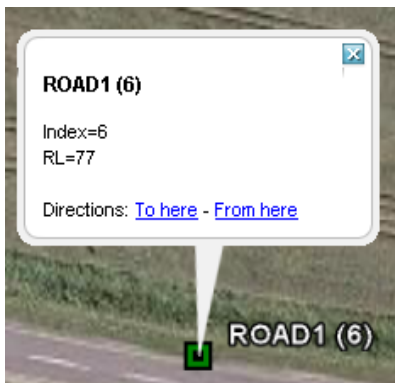 ROAD1 (6)
Index=6
RL=77
Directions: To here - From here
ROAD1 (6)